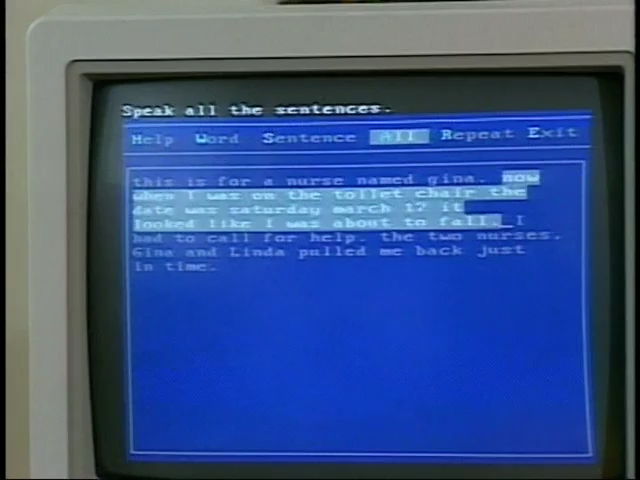 Speak all the sentences.
Help Word Sentence All Repeat Exit
this is for a nurse named gina. now
when I was on the toilet chair the
date was saturday march 17 it
looked like I was about to fall. I
had to call for help. the two nurses.
Gina and Linda pulled me back just
in time.